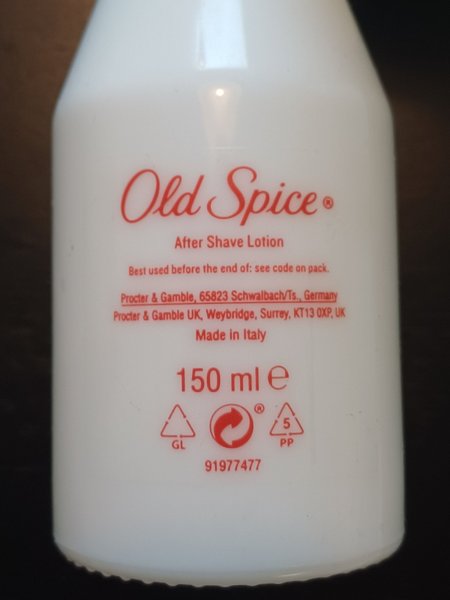 Old Spice®
After Shave Lotion
Best used before the end of: see code on pack.
Procter & Gamble, 65823 Schwalbach/Ts., Germany
Procter & Gamble UK, Weybridge, Surrey, KT13 0XP, UK
Made in Italy
150 ml ℮
GL ® 5 PP
91977477